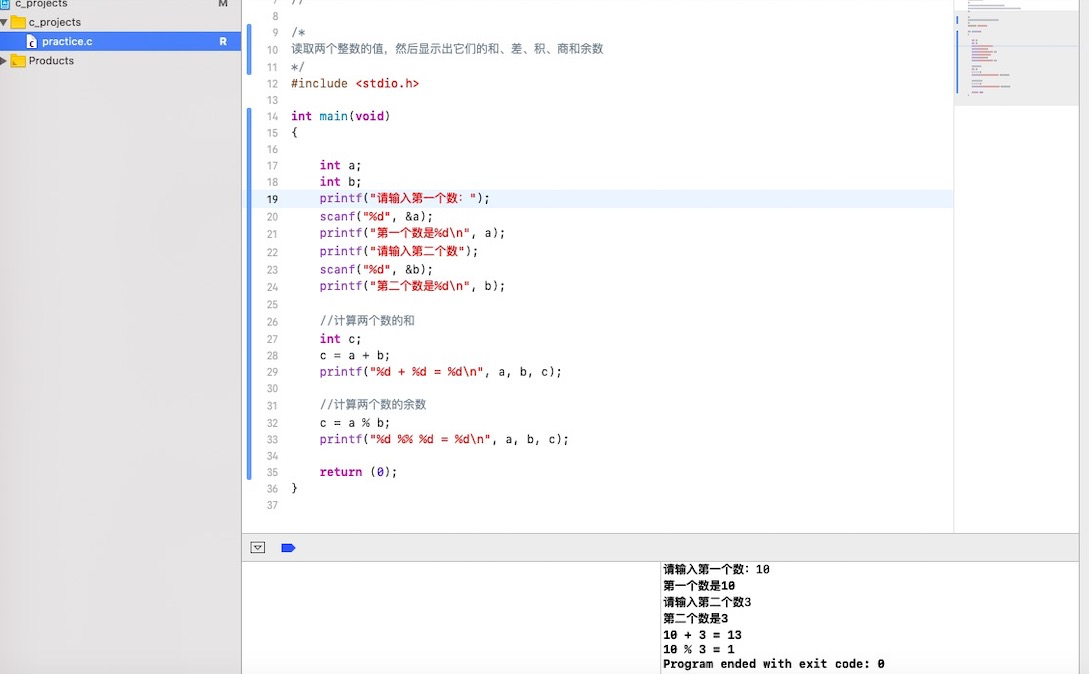 c_projects M
c_projects
practice.c R
Products
7 //
8
9 /*
10 读取两个整数的值，然后显示出它们的和、差、积、商和余数
11 */
12 #include <stdio.h>
13
14 int main(void)
15 {
16
17 int a;
18 int b;
19 printf("请输入第一个数：");
20 scanf("%d", &a);
21 printf("第一个数是%d\n", a);
22 printf("请输入第二个数");
23 scanf("%d", &b);
24 printf("第二个数是%d\n", b);
25
26 //计算两个数的和
27 int c;
28 c = a + b;
29 printf("%d + %d = %d\n", a, b, c);
30
31 //计算两个数的余数
32 c = a % b;
33 printf("%d %% %d = %d\n", a, b, c);
34
35 return (0);
36 }
37
请输入第一个数：10
第一个数是10
请输入第二个数3
第二个数是3
10 + 3 = 13
10 % 3 = 1
Program ended with exit code: 0